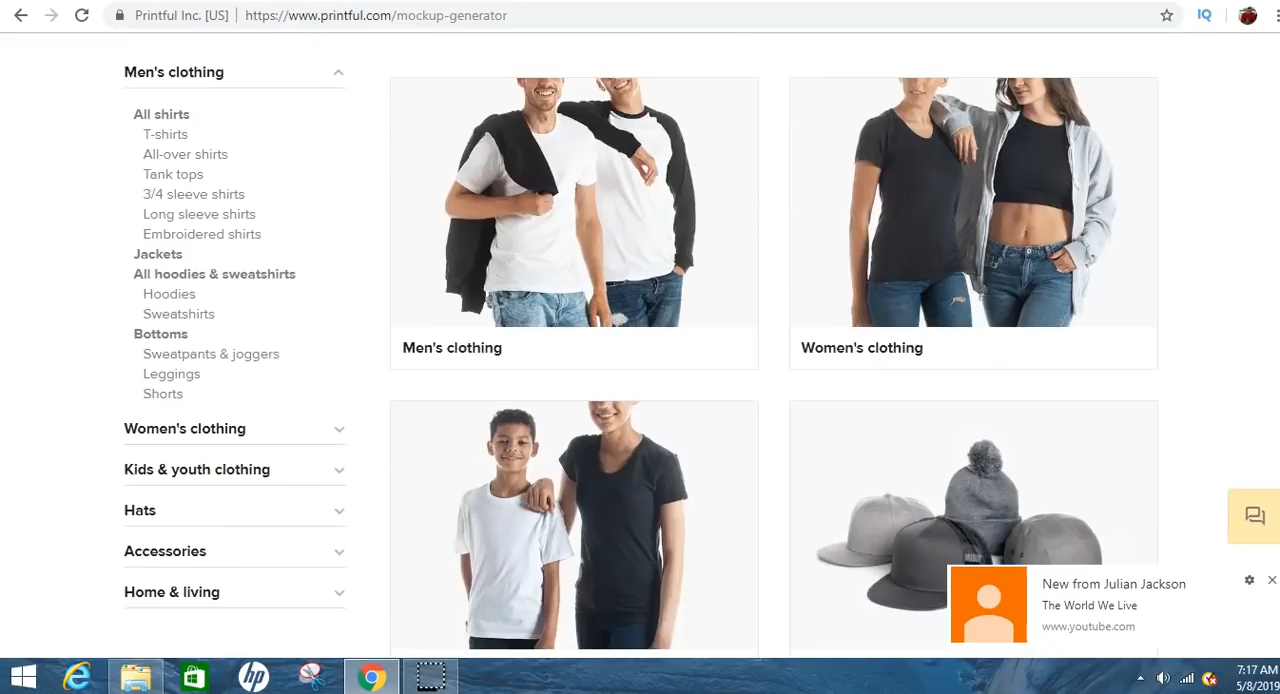 Printful Inc. [US] | https://www.printful.com/mockup-generator
IQ
Men's clothing
All shirts
T-shirts
All-over shirts
Tank tops
3/4 sleeve shirts
Long sleeve shirts
Embroidered shirts
Jackets
All hoodies & sweatshirts
Hoodies
Sweatshirts
Bottoms
Sweatpants & joggers
Leggings
Shorts
Women's clothing
Kids & youth clothing
Hats
Accessories
Home & living
Men's clothing
Women's clothing
New from Julian Jackson
The World We Live
www.youtube.com
hp
7:17 AM
5/8/2019